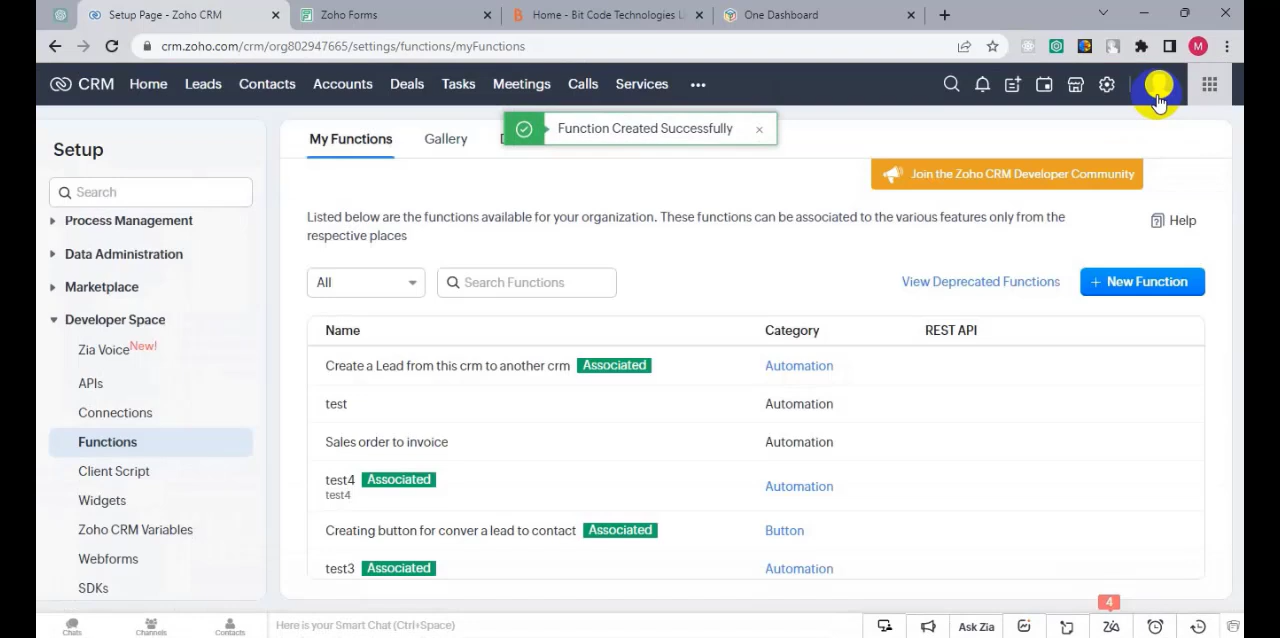 Setup Page - Zoho CRM
Zoho Forms
Home - Bit Code Technologies L
One Dashboard
crm.zoho.com/crm/org802947665/settings/functions/myFunctions
M
CRM Home Leads Contacts Accounts Deals Tasks Meetings Calls Services
Function Created Successfully
Setup
Search
Process Management
Data Administration
Marketplace
Developer Space
Zia Voice New!
APIs
Connections
Functions
Client Script
Widgets
Zoho CRM Variables
Webforms
SDKs
My Functions
Gallery
Join the Zoho CRM Developer Community
Listed below are the functions available for your organization. These functions can be associated to the various features only from the
respective places
Help
All
Search Functions
View Deprecated Functions
+ New Function
Name Category REST API
Create a Lead from this crm to another crm Associated Automation
test Automation
Sales order to invoice Automation
test4 Associated Automation
test4
Creating button for conver a lead to contact Associated Button
test3 Associated Automation
4
Chats
Channels
Contacts
Here is your Smart Chat (Ctrl+Space)
Ask Zia